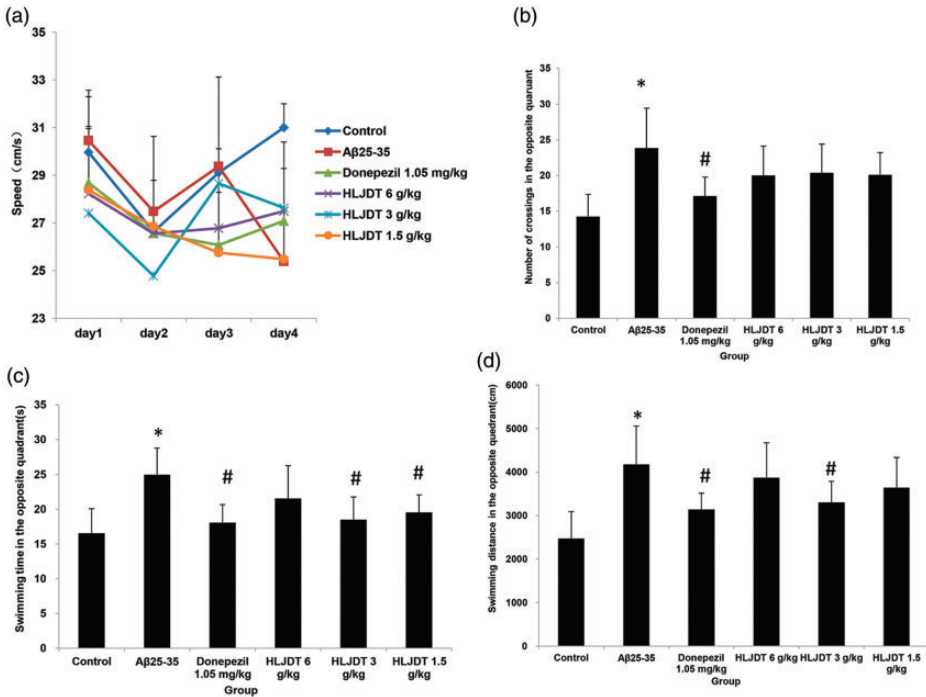 (a)
35
33
31
29
27
25
23
Speed (cm/s)
day1 day2 day3 day4
Control
Aβ25-35
Donepezil 1.05 mg/kg
HLJDT 6 g/kg
HLJDT 3 g/kg
HLJDT 1.5 g/kg
(b)
35
30
25
20
15
10
5
0
Number of crossings in the opposite quaruant
*
#
Control Aβ25-35 Donepezil HLJDT 6 HLJDT 3 HLJDT 1.5
1.05 mg/kg g/kg) g/kg g/kg
Group
(c)
35
30
25
20
15
10
5
0
Swimming time in the opposite quadrant(s)
*
#
#
#
Control Aβ25-35 Donepezil HLJDT 6 HLJDT 3 HLJDT 1.5
1.05 mg/kg g/kg) g/kg g/kg
Group
(d)
6000
5000
4000
3000
2000
1000
0
Swimming distance in the opposite quedrant(cm)
*
#
#
Control Aβ25-35 Donepezil HLJDT 6 g/kg) HLJDT 3 g/kg HLJDT 1.5
1.05 mg/kg g/kg
Group